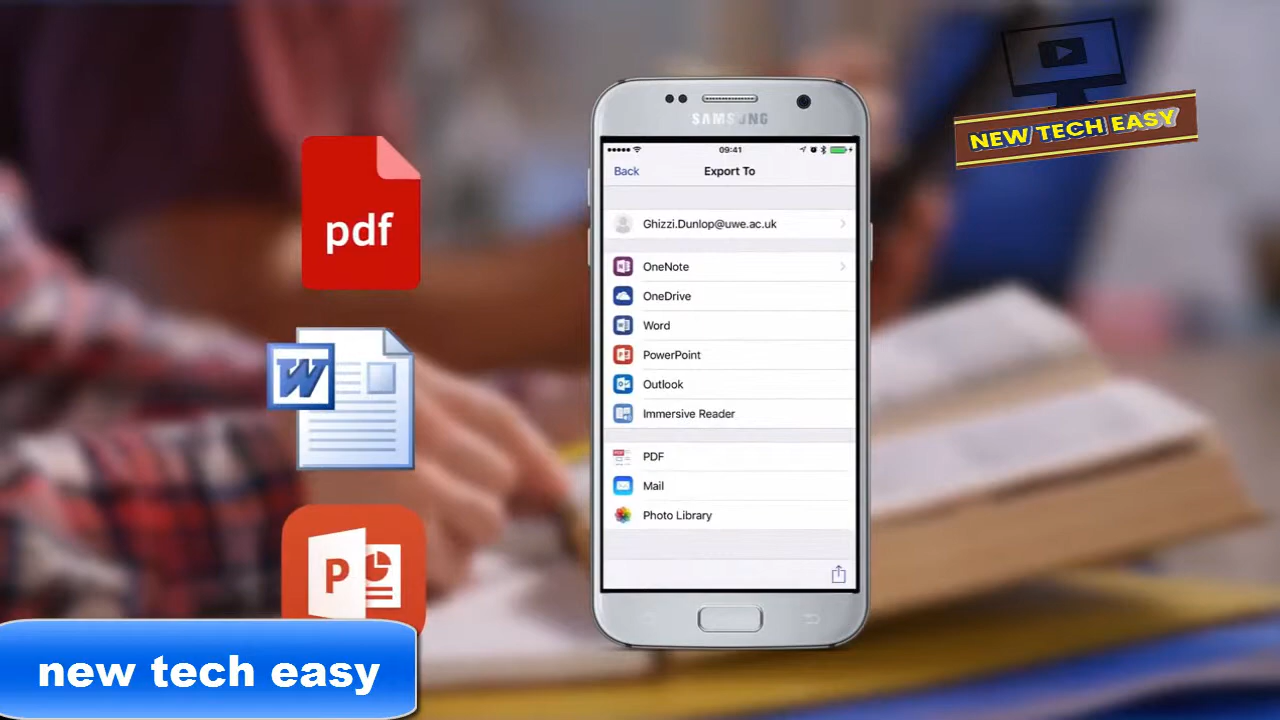 NEW TECH EASY
pdf
W
P
new tech easy
SAMSUNG
09:41
Back
Export To
Ghizzi.Dunlop@uwe.ac.uk
OneNote
OneDrive
Word
PowerPoint
Outlook
Immersive Reader
PDF
Mail
Photo Library